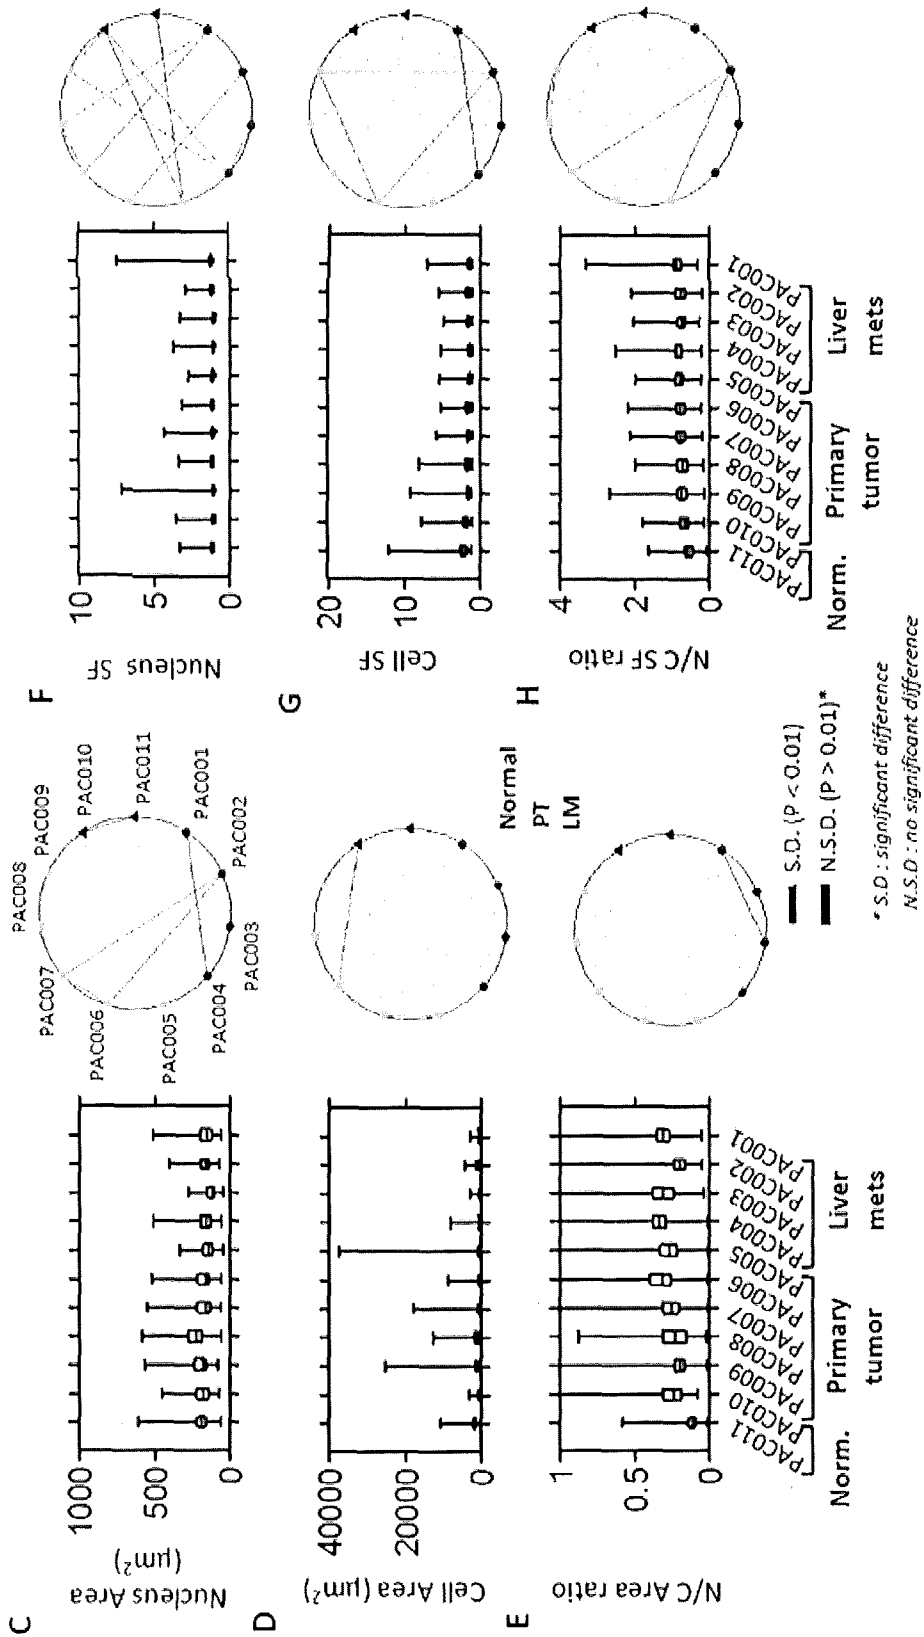 C
Nucleus Area
(µm²)
1000
500
0
PAC001
PAC002
PAC003
PAC004
PAC005
PAC006
PAC007
PAC008
PAC009
PAC010
PAC011
D
Cell Area (µm²)
40000
20000
0
Normal
PT
LM
E
N/C Area ratio
1
0.5
0
PAC011
PAC010
PAC009
PAC008
PAC007
PAC006
PAC005
PAC004
PAC003
PAC002
PAC001
Norm.
Primary
tumor
Liver
mets
S.D. (P < 0.01)
N.S.D. (P > 0.01)*
* S.D : significant difference
N.S.D : no significant difference
F
Nucleus SF
10
5
0
G
Cell SF
20
10
0
H
N/C SF ratio
4
2
0
PAC011
PAC010
PAC009
PAC008
PAC007
PAC006
PAC005
PAC004
PAC003
PAC002
PAC001
Norm.
Primary
tumor
Liver
mets